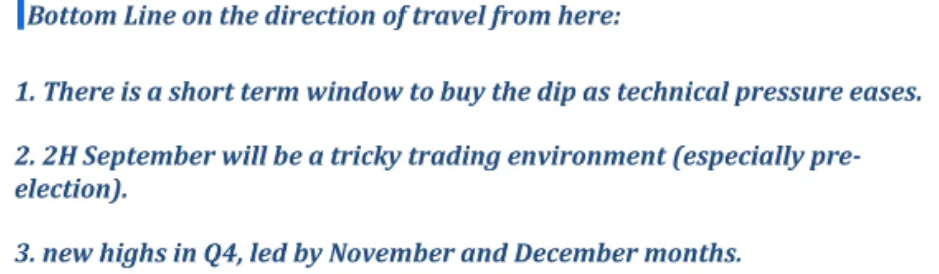 Bottom Line on the direction of travel from here:
1. There is a short term window to buy the dip as technical pressure eases.
2. 2H September will be a tricky trading environment (especially pre-
election).
3. new highs in Q4, led by November and December months.